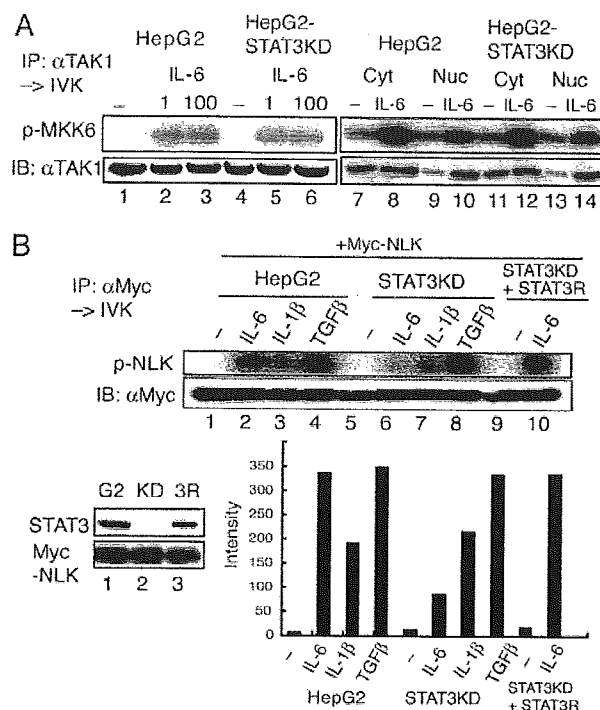 A
HepG2
HepG2-
STAT3KD
HepG2
HepG2-
STAT3KD
IP: αTAK1
–> IVK
IL-6
IL-6
Cyt Nuc Cyt Nuc
– 1 100 – 1 100 – IL-6 – IL-6 – IL-6 – IL-6
p-MKK6
IB: αTAK1
1 2 3 4 5 6 7 8 9 10 11 12 13 14
B
+Myc-NLK
IP: αMyc
–> IVK
HepG2
STAT3KD
STAT3KD
+ STAT3R
– IL-6 IL-1β TGFβ – IL-6 IL-1β TGFβ – IL-6
p-NLK
IB: αMyc
1 2 3 4 5 6 7 8 9 10
G2 KD 3R
STAT3
Myc
-NLK
1 2 3
Intensity
350
300
250
200
150
100
50
0
– IL-6 IL-1β TGFβ – IL-6 IL-1β TGFβ – IL-6
HepG2
STAT3KD
STAT3KD
+ STAT3R